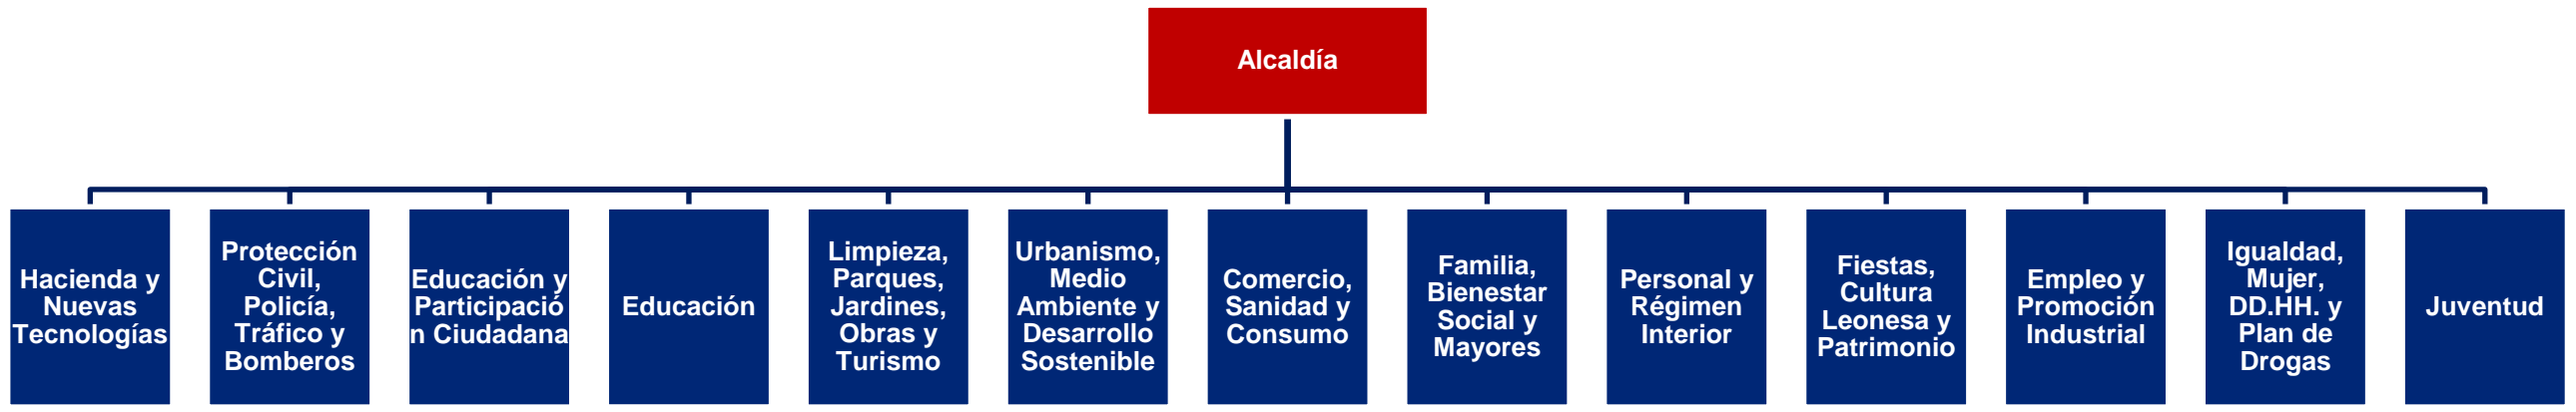 Alcaldía
Hacienda y
Nuevas
Tecnologías
Protección
Civil,
Policía,
Tráfico y
Bomberos
Educación y
Participació
n Ciudadana
Educación
Limpieza,
Parques,
Jardines,
Obras y
Turismo
Urbanismo,
Medio
Ambiente y
Desarrollo
Sostenible
Comercio,
Sanidad y
Consumo
Familia,
Bienestar
Social y
Mayores
Personal y
Régimen
Interior
Fiestas,
Cultura
Leonesa y
Patrimonio
Empleo y
Promoción
Industrial
Igualdad,
Mujer,
DD.HH. y
Plan de
Drogas
Juventud